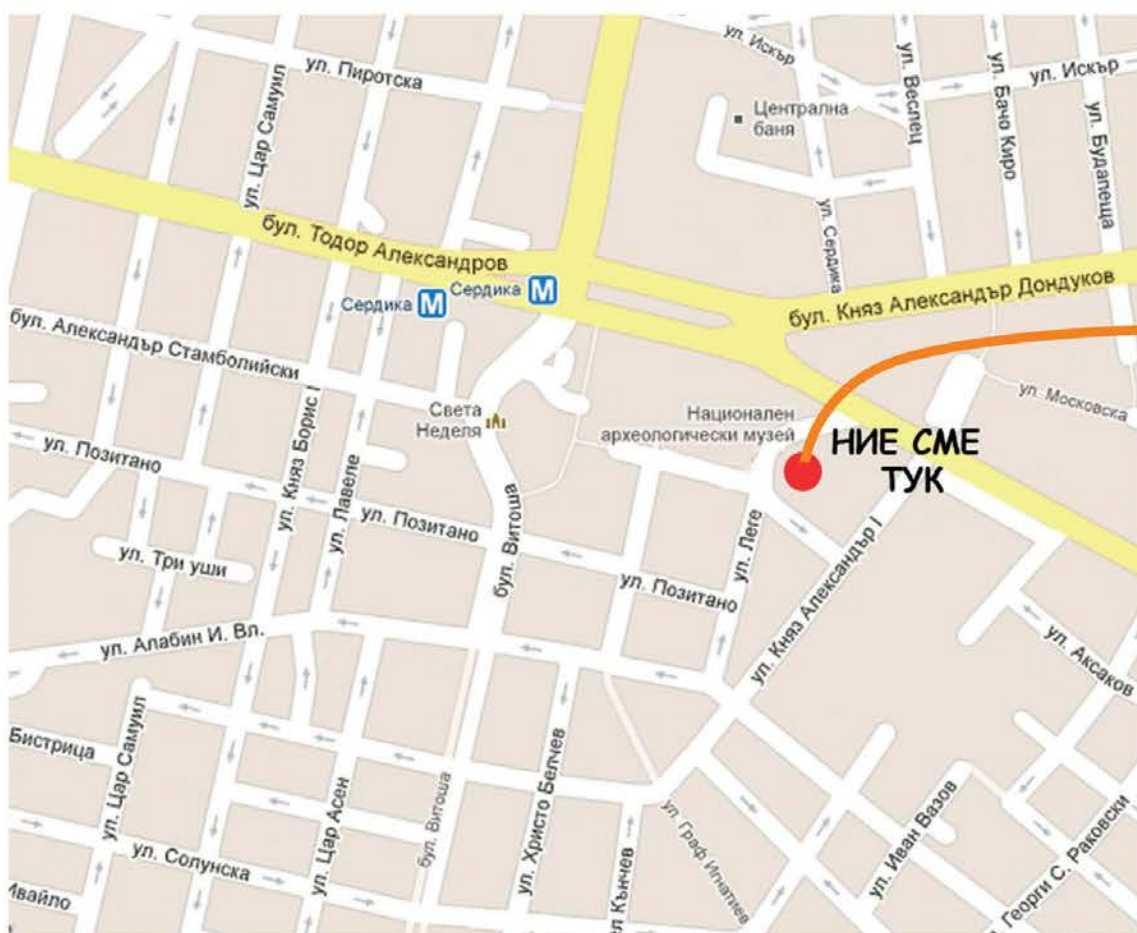 ул. Искър
ул. Пиротска
ул. Искър
Централна
баня
ул. Веслец
ул. Бачо Киро
ул. Будапеща
ул. Цар Самуил
ул. Сердика
бул. Тодор Александров
Сердика M
Сердика M
бул. Княз Александър Дондуков
бул. Александър Стамболийски
ул. Московска
Света
Неделя
Национален
археологически музей
НИЕ СМЕ
ТУК
ул. Позитано
ул. Княз Борис I
ул. Лавеле
ул. Позитано
бул. Витоша
ул. Леге
ул. Три уши
ул. Позитано
ул. Княз Александър I
ул. Алабин И. Вл.
ул. Аксаков
Бистрица
ул. Цар Самуил
ул. Цар Асен
бул. Витоша
ул. Христо Белчев
ул. Граф Игнатиев
ул. Иван Вазов
ул. Георги С. Раковски
ул. Солунска
Ивайло
ел Кънчев